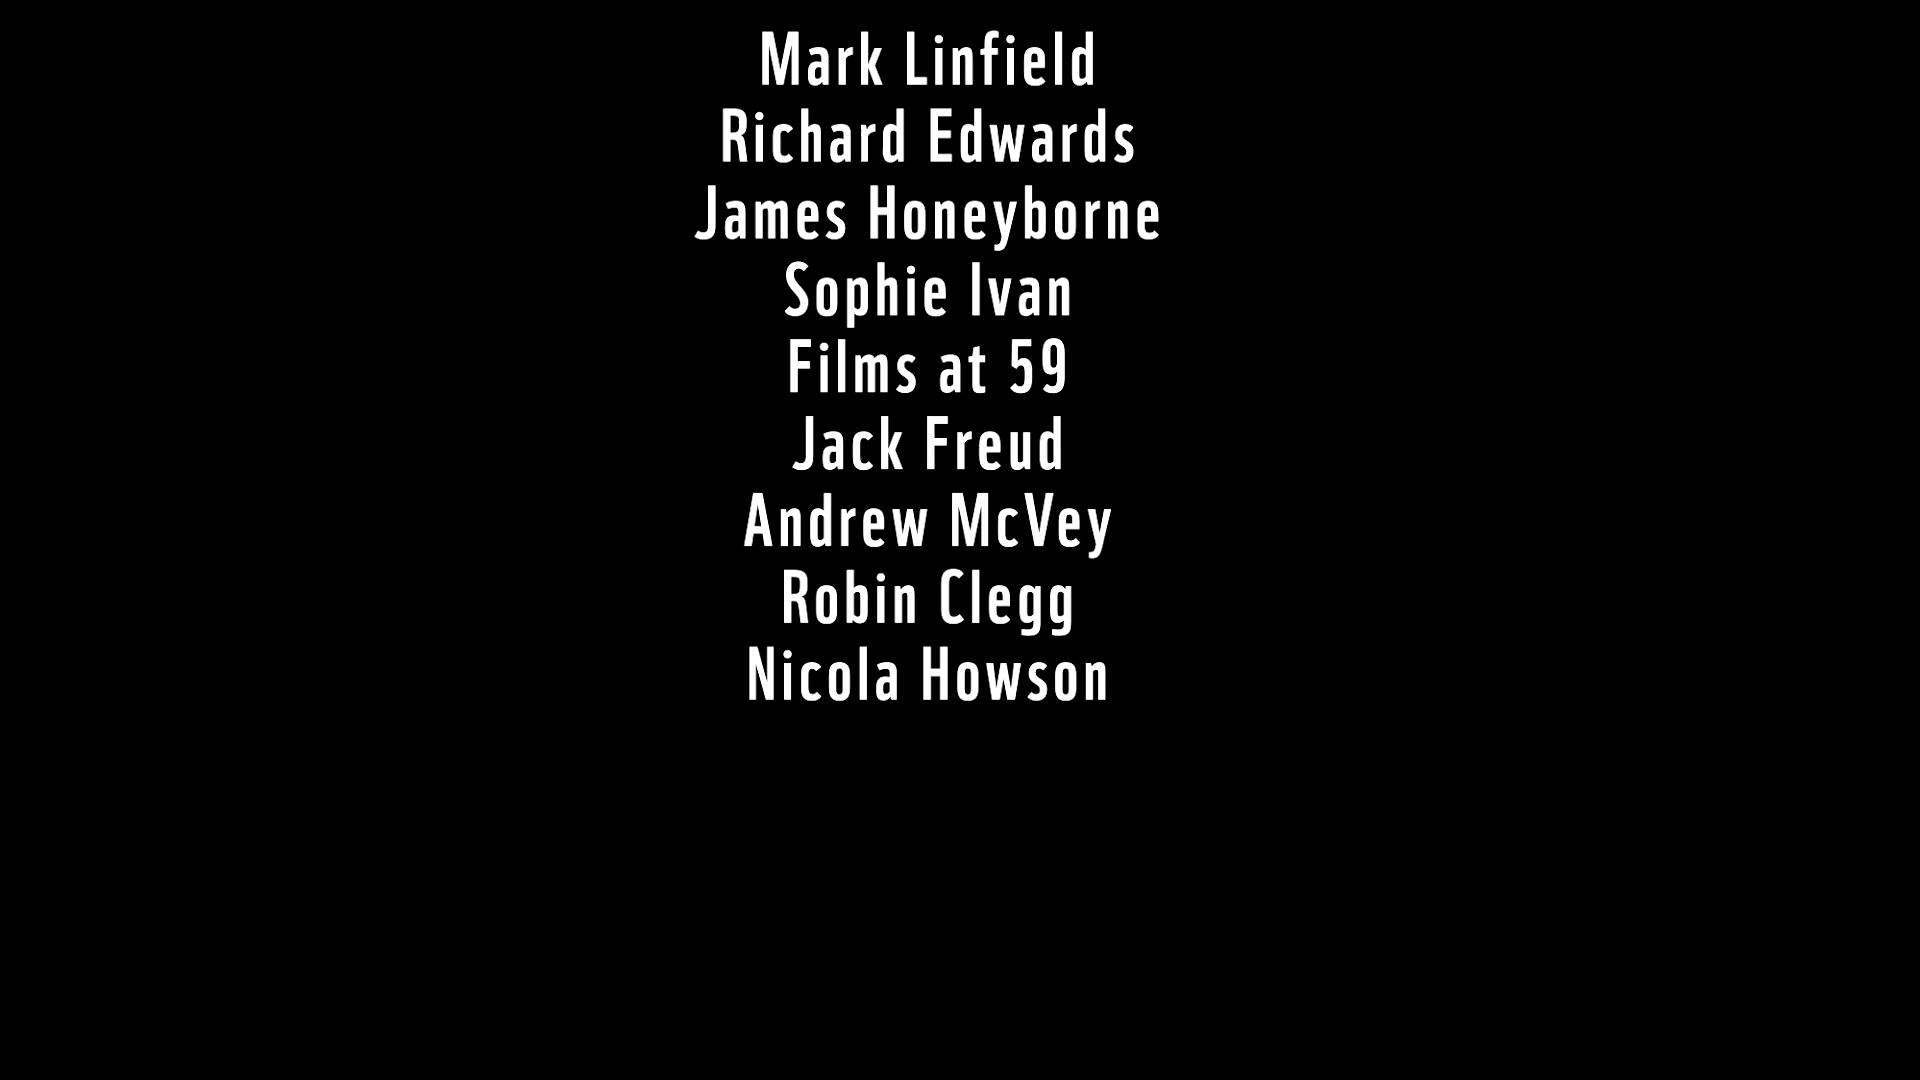 Mark Linfield
Richard Edwards
James Honeyborne
Sophie Ivan
Films at 59
Jack Freud
Andrew McVey
Robin Clegg
Nicola Howson